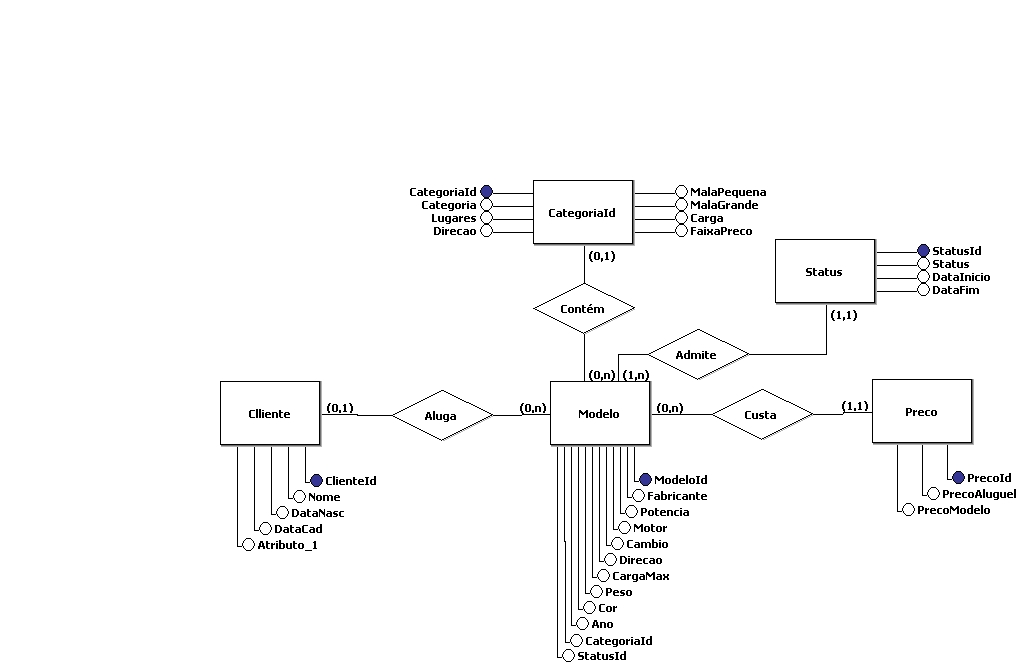 CategoriaId
Categoria
Lugares
Direcao
CategoriaId
MalaPequena
MalaGrande
Carga
FaixaPreco
(0,1)
Contém
(0,n)
Status
StatusId
Status
DataInicio
DataFim
(1,1)
Admite
(1,n)
Clliente
(0,1)
Aluga
(0,n)
Modelo
(0,n)
Custa
(1,1)
Preco
ClienteId
Nome
DataNasc
DataCad
Atributo_1
ModeloId
Fabricante
Potencia
Motor
Cambio
Direcao
CargaMax
Peso
Cor
Ano
CategoriaId
StatusId
PrecoId
PrecoAluguel
PrecoModelo